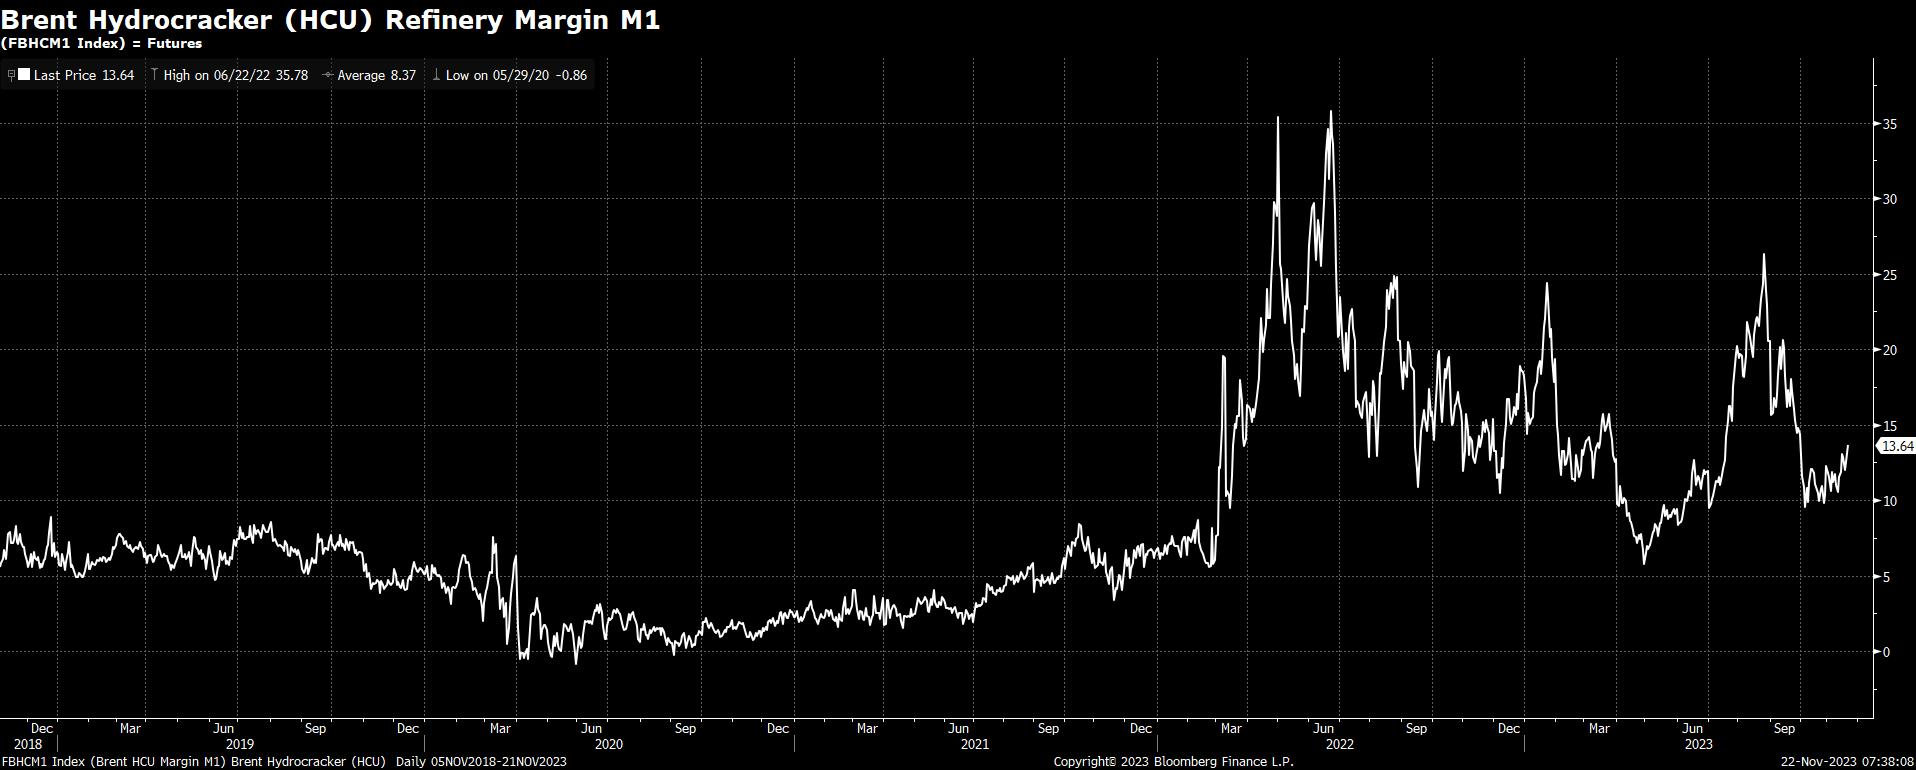 Brent Hydrocracker (HCU) Refinery Margin M1
(FBHCM1 Index) = Futures
Last Price 13.64 High on 06/22/22 35.78 Average 8.37 Low on 05/29/20 -0.86
35
30
25
20
15
13.64
10
5
0
Dec Mar Jun Sep Dec Mar Jun Sep Dec Mar Jun Sep Dec Mar Jun Sep Dec Mar Jun Sep
2018 2019 2020 2021 2022 2023
FBHCM1 Index (Brent HCU Margin M1) Brent Hydrocracker (HCU) Daily 05NOV2018-21NOV2023 Copyright© 2023 Bloomberg Finance L.P. 22-Nov-2023 07:38:08